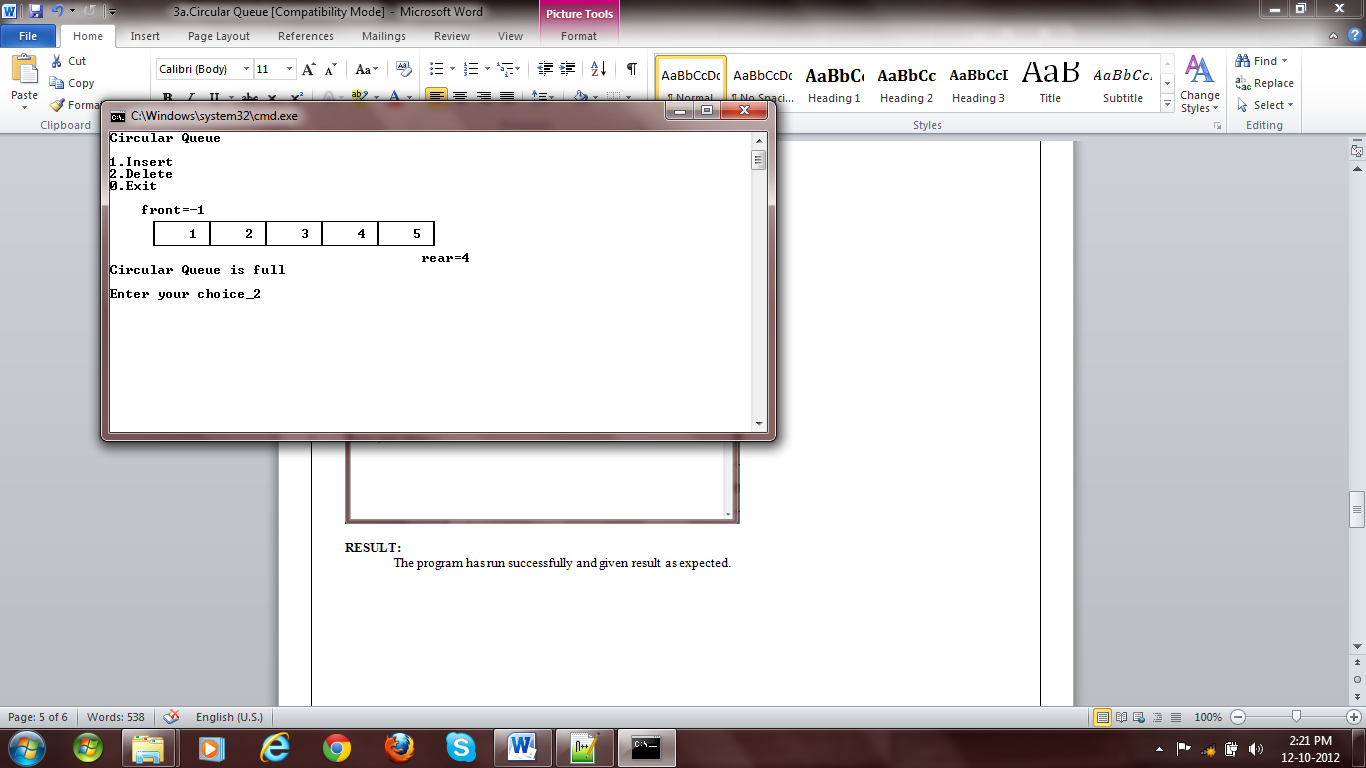 3a.Circular Queue [Compatibility Mode] - Microsoft Word
Picture Tools
File Home Insert Page Layout References Mailings Review View Format
Paste
Cut
Copy
Clipboard
Calibri (Body) 11
AaBbCcDc AaBbCcDc AaBbC AaBbCc AaBbCcI AaB AaBbCc.
¶ Normal ¶ No Spaci... Heading 1 Heading 2 Heading 3 Title Subtitle
Change Styles
Styles
Find
Replace
Select
Editing
C:\Windows\system32\cmd.exe
Circular Queue
1.Insert
2.Delete
0.Exit
front=-1
1 2 3 4 5
rear=4
Circular Queue is full
Enter your choice_2
RESULT:
The program has run successfully and given result as expected.
Page: 5 of 6 Words: 538 English (U.S.) 100%
2:21 PM
12-10-2012